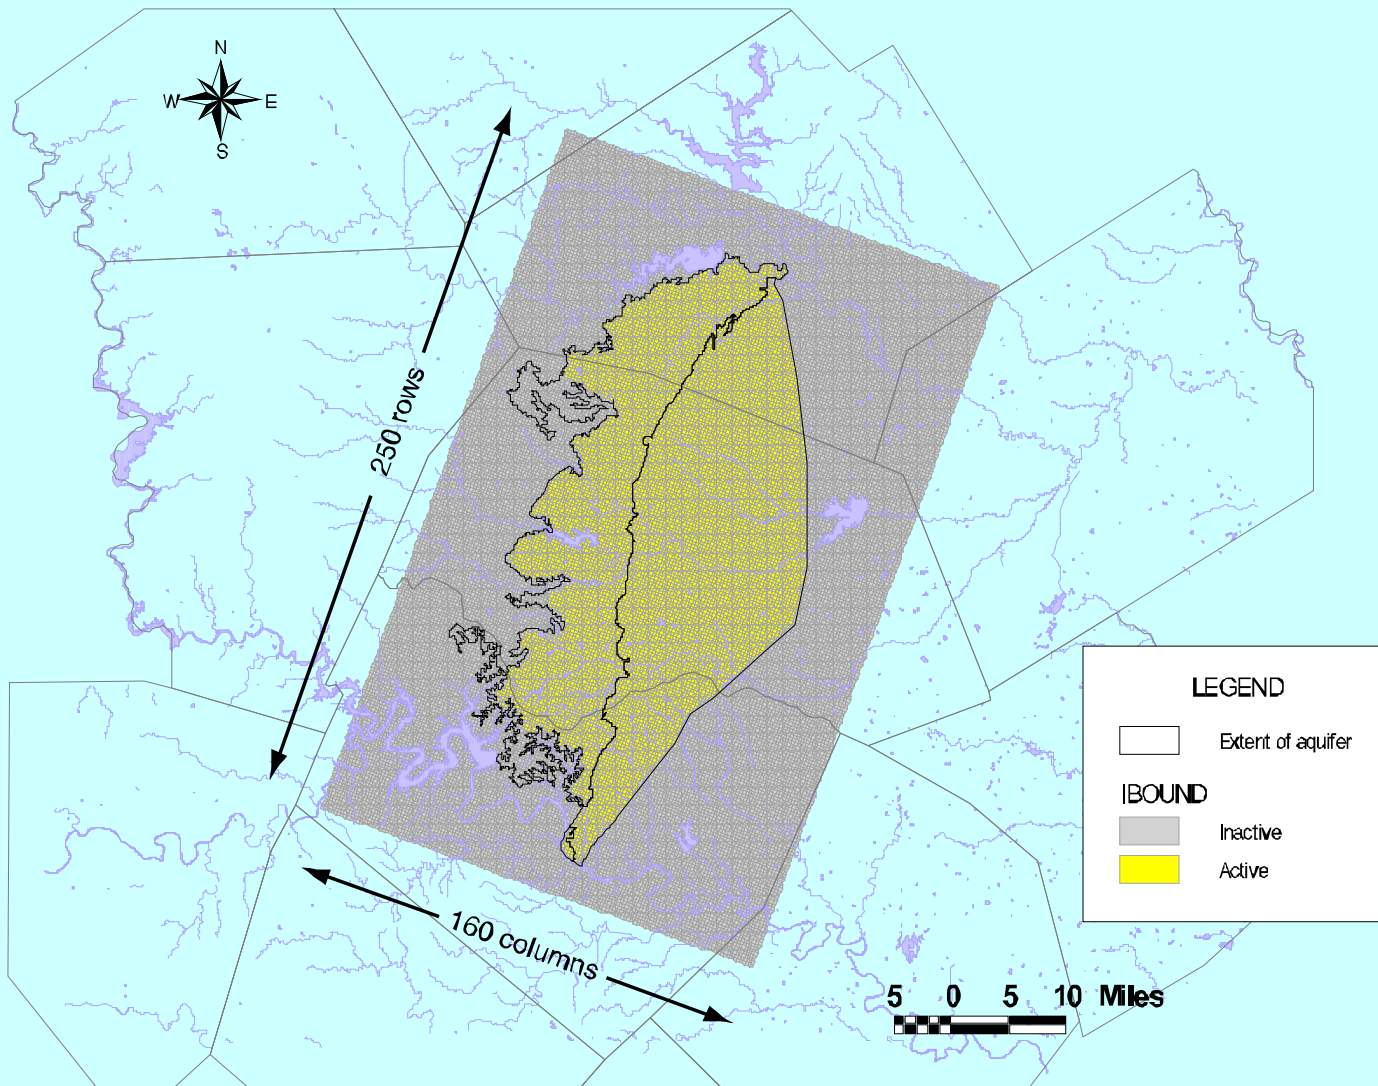 N
W E
S
250 rows
160 columns
LEGEND
Extent of aquifer
IBOUND
Inactive
Active
5 0 5 10 Miles